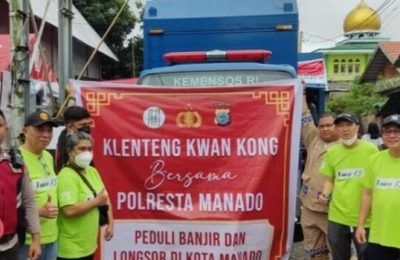 KEMENSOS.RI
KLENTENG KWAN KONG
Bersama
POLRESTA MANADO
PEDULI BANJIR DAN
LONGSOR DI KOTA MANADO